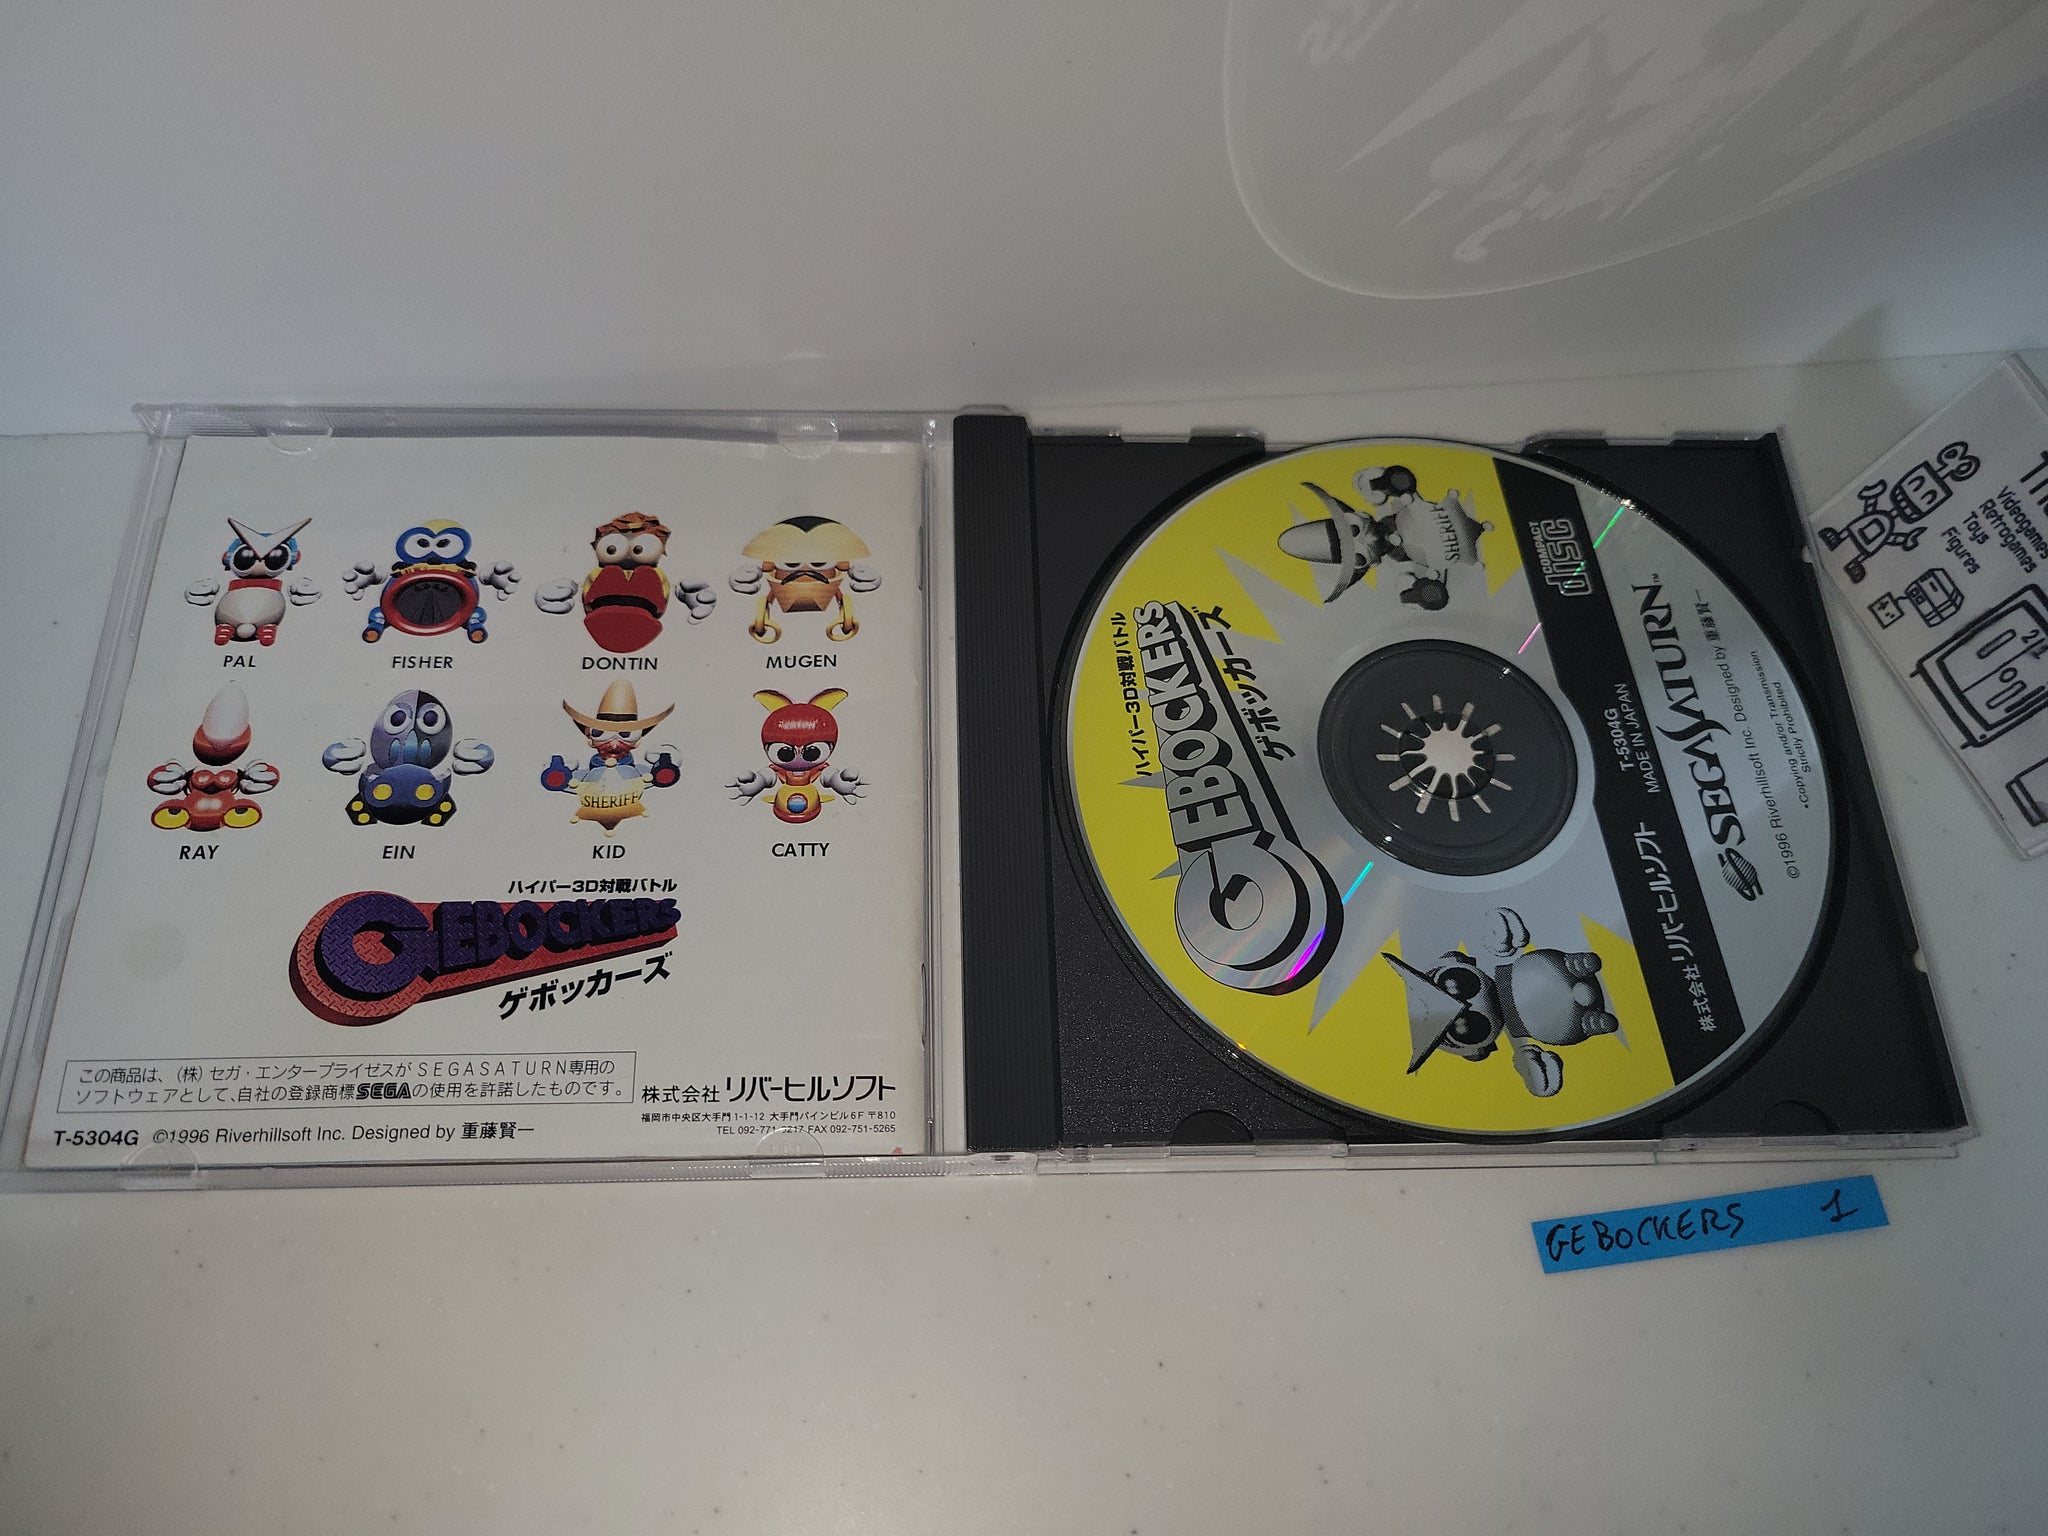 PAL
FISHER
DONTIN
MUGEN
RAY
EIN
SHERIFF
KID
CATTY
ハイパー3D対戦バトル
GEBOCKERS
ゲボッカーズ
この商品は、(株)セガ・エンタープライゼスがSEGASATURN専用の
ソフトウェアとして、自社の登録商標SEGAの使用を許諾したものです。
株式会社リバーヒルソフト
福岡市中央区大手門1-1-12 大手門パインビル6F 〒810
TEL 092-771-3217 FAX 092-751-5265
T-5304G ©1996 Riverhillsoft Inc. Designed by 重藤賢一
ハイパー3D対戦バトル
GEBOCKERS
ゲボッカーズ
SHERIFF
COMPACT
disc
株式会社リバーヒルソフト
T-5304G
MADE IN JAPAN
SEGASATURN™
©1996 Riverhillsoft Inc. Designed by 重藤賢一
•Copying and/or Transmission
Strictly Prohibited.
Videogames
Retrogames
Toys
Figures
GEBOCKERS 1